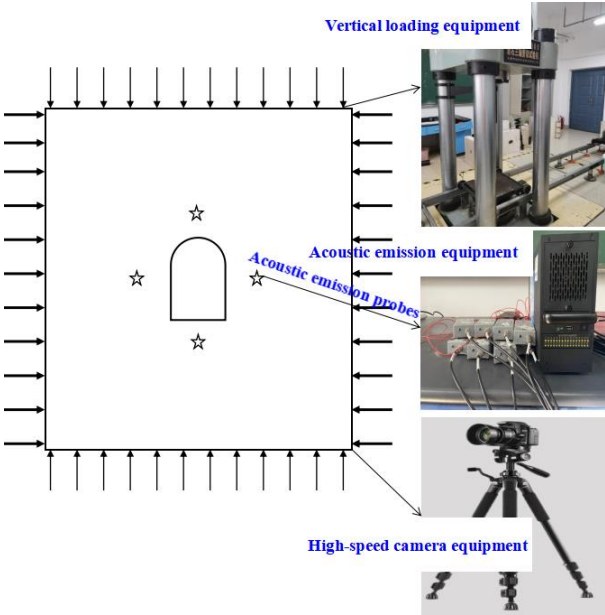 Vertical loading equipment
Acoustic emission equipment
Acoustic emission probes
High-speed camera equipment